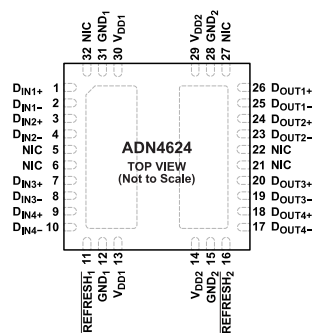 32 NIC
31 GND1
30 VDD1
29 VDD2
28 GND2
27 NIC
DIN1+ 1
DIN1- 2
DIN2+ 3
DIN2- 4
NIC 5
NIC 6
DIN3+ 7
DIN3- 8
DIN4+ 9
DIN4- 10
ADN4624
TOP VIEW
(Not to Scale)
26 DOUT1+
25 DOUT1-
24 DOUT2+
23 DOUT2-
22 NIC
21 NIC
20 DOUT3+
19 DOUT3-
18 DOUT4+
17 DOUT4-
REFRESH1 11
GND1 12
VDD1 13
VDD2 14
GND2 15
REFRESH2 16